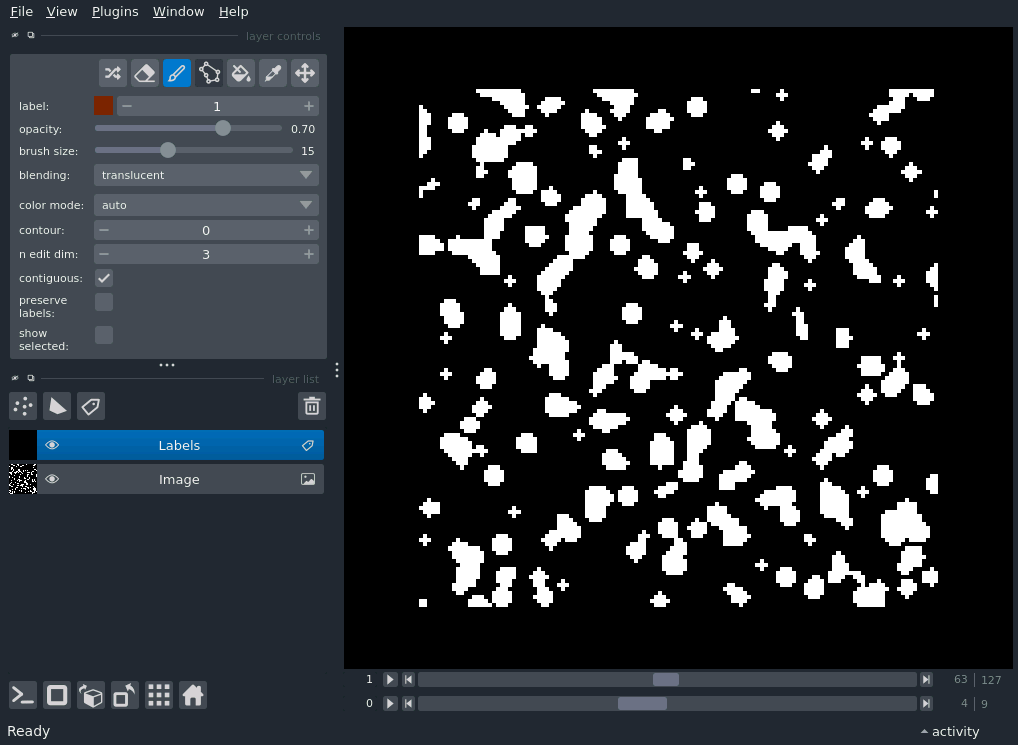 File View Plugins Window Help
layer controls
label: 1
opacity: 0.70
brush size: 15
blending: translucent
color mode: auto
contour: 0
n edit dim: 3
contiguous:
preserve
labels:
show
selected:
layer list
Labels
Image
1 63 127
0 4 9
Ready activity